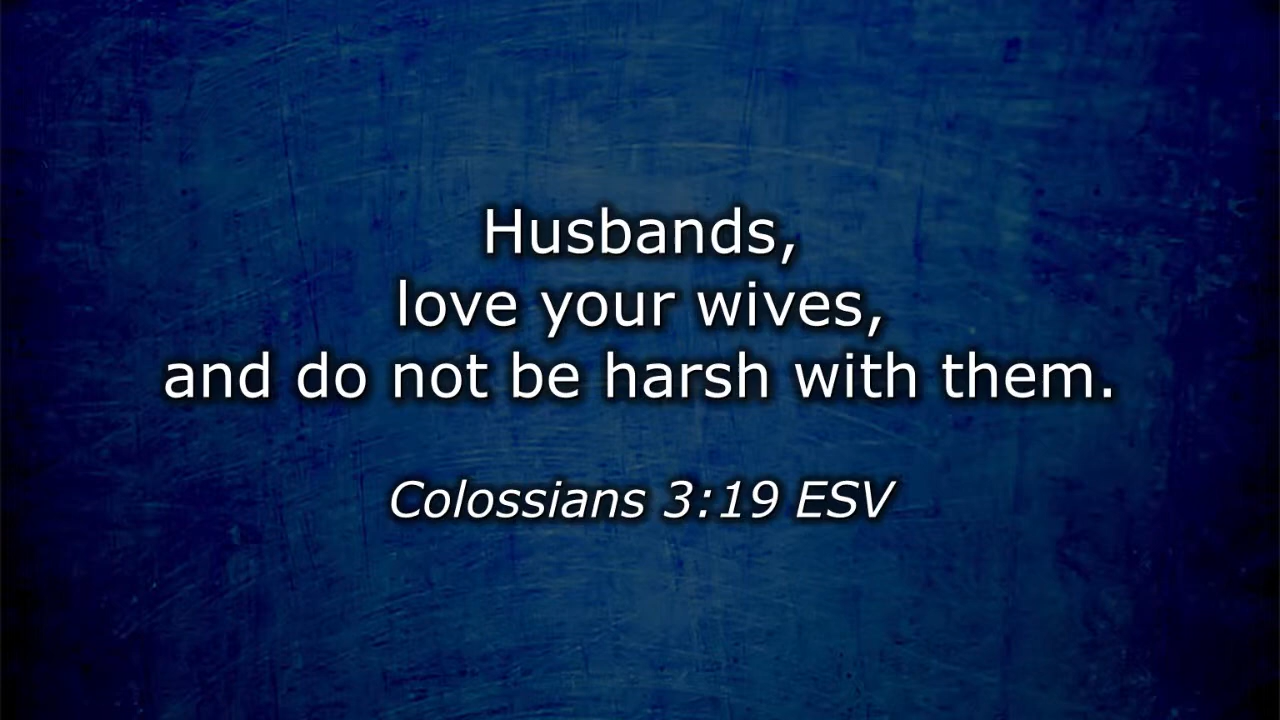 Husbands,
love your wives,
and do not be harsh with them.
Colossians 3:19 ESV